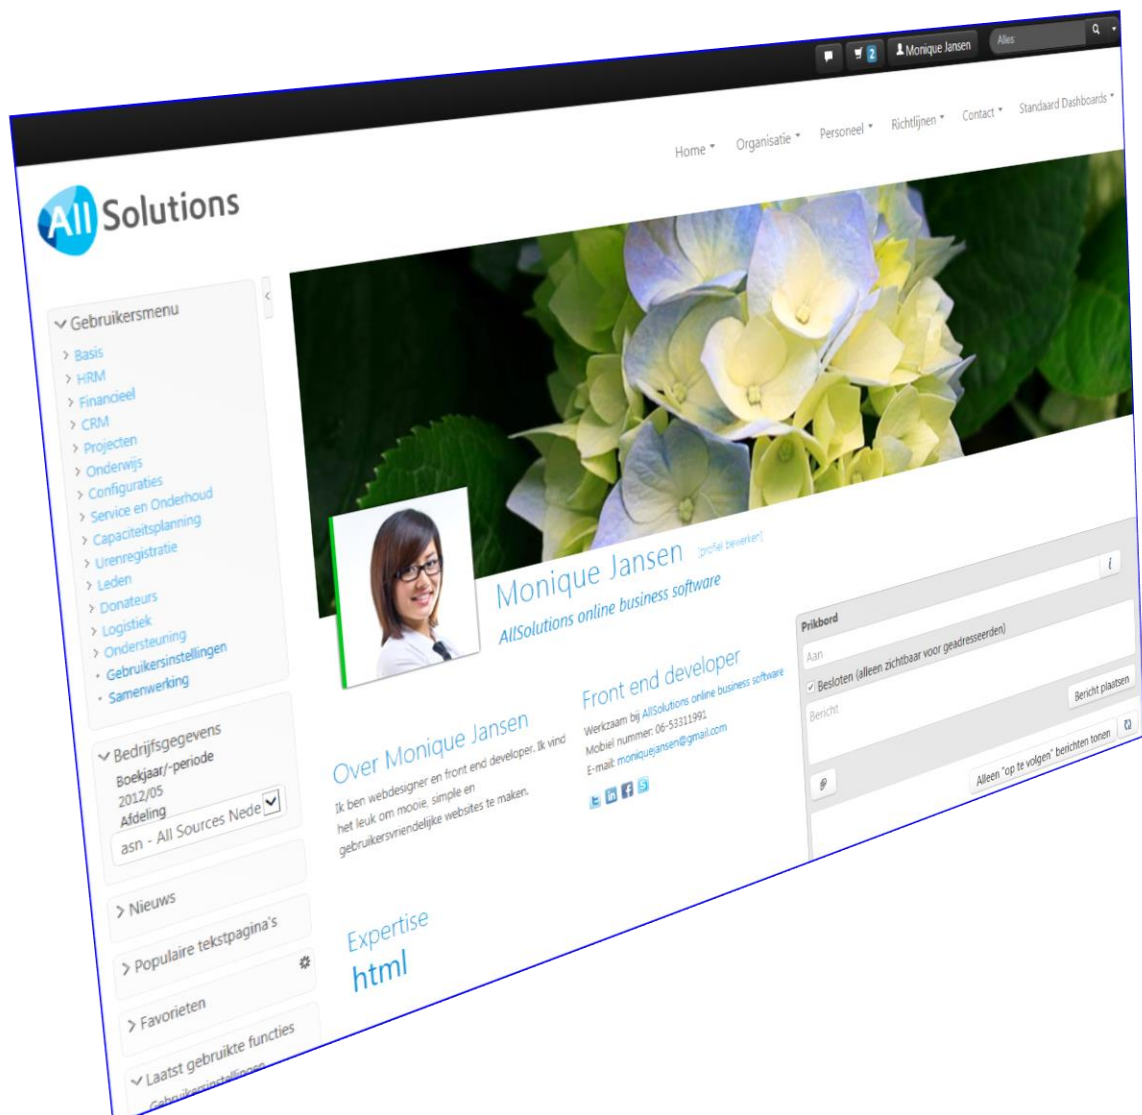 2
Monique Jansen
Alles
Home
Organisatie
Personeel
Richtlijnen
Contact
Standaard Dashboards
All Solutions
Gebruikersmenu
Basis
HRM
Financieel
CRM
Projecten
Onderwijs
Configuraties
Service en Onderhoud
Capaciteitsplanning
Urenregistratie
Leden
Donateurs
Logistiek
Ondersteuning
Gebruikersinstellingen
Samenwerking
Bedrijfsgegevens
Boekjaar/-periode
2012/05
Afdeling
asn - All Sources Nede
Nieuws
Populaire tekstpagina's
Favorieten
Laatst gebruikte functies
Gebruikersinstellingen
Monique Jansen [profiel bewerken]
AllSolutions online business software
Over Monique Jansen
Ik ben webdesigner en front end developer. Ik vind
het leuk om mooie, simple en
gebruikersvriendelijke websites te maken.
Expertise
html
Front end developer
Werkzaam bij AllSolutions online business software
Mobiel nummer: 06-53311991
E-mail: moniquejansen@gmail.com
Prikbord
Aan
i
Besloten (alleen zichtbaar voor geadresseerden)
Bericht
Bericht plaatsen
Alleen "op te volgen" berichten tonen